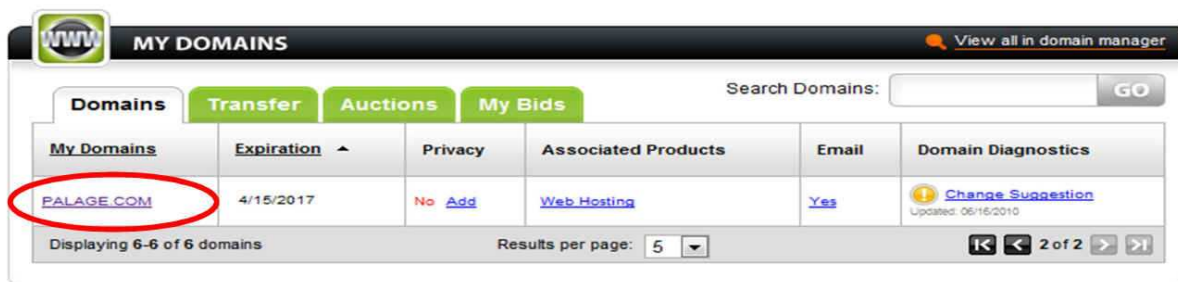 WWW MY DOMAINS View all in domain manager
Domains Transfer Auctions My Bids Search Domains: GO
My Domains Expiration Privacy Associated Products Email Domain Diagnostics
PALAGE.COM 4/15/2017 No Add Web Hosting Yes Change Suggestion
Updated: 06/16/2010
Displaying 6-6 of 6 domains Results per page: 5 2 of 2